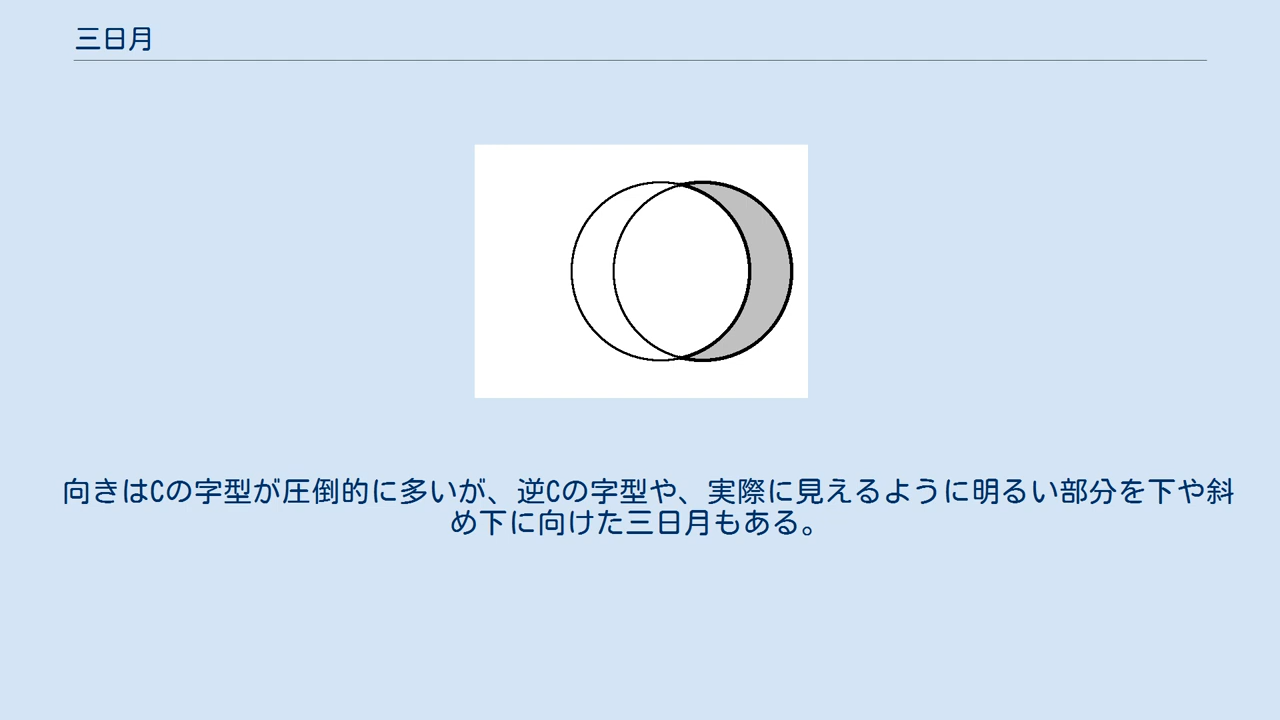 三日月
向きはCの字型が圧倒的に多いが、逆Cの字型や、実際に見えるように明るい部分を下や斜
め下に向けた三日月もある。